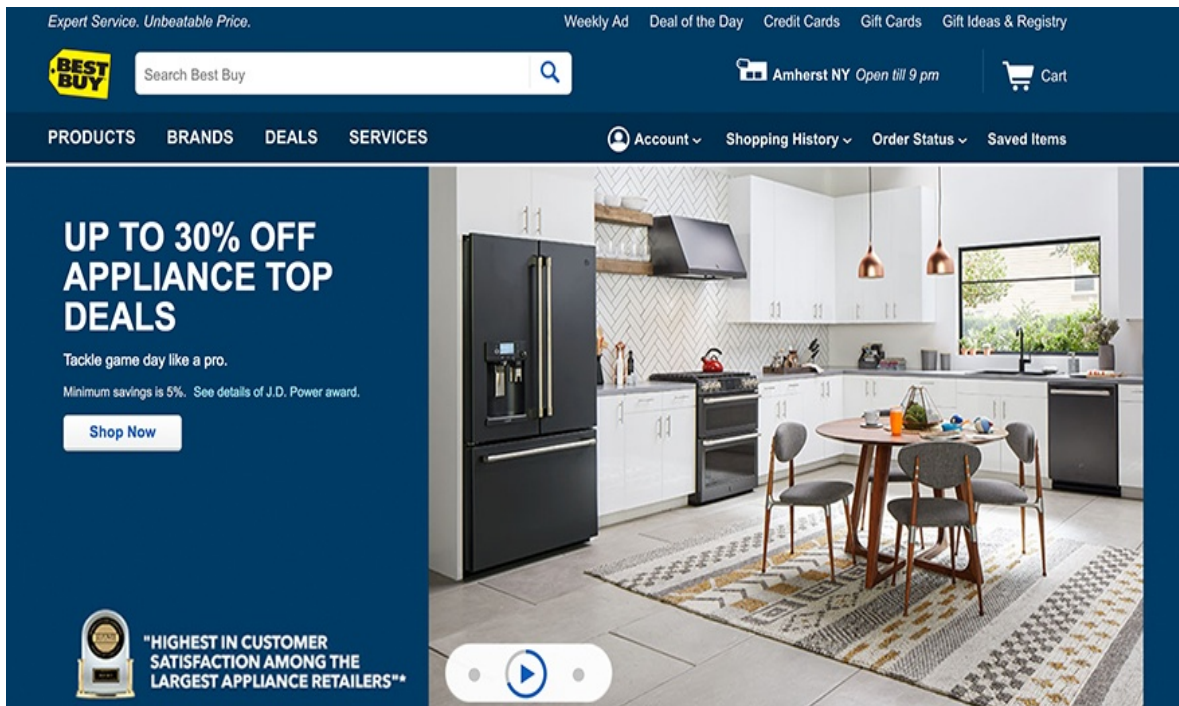 Expert Service. Unbeatable Price.
Weekly Ad Deal of the Day Credit Cards Gift Cards Gift Ideas & Registry
BEST
BUY
Search Best Buy
Amherst NY Open till 9 pm
Cart
PRODUCTS BRANDS DEALS SERVICES
Account Shopping History Order Status Saved Items
UP TO 30% OFF
APPLIANCE TOP
DEALS
Tackle game day like a pro.
Minimum savings is 5%. See details of J.D. Power award.
Shop Now
"HIGHEST IN CUSTOMER
SATISFACTION AMONG THE
LARGEST APPLIANCE RETAILERS"*